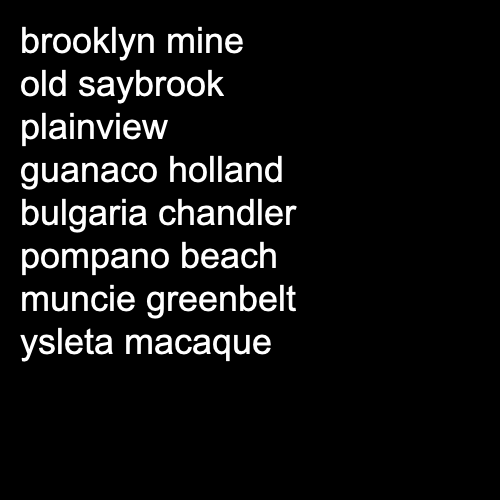 brooklyn mine
old saybrook
plainview
guanaco holland
bulgaria chandler
pompano beach
muncie greenbelt
ysleta macaque